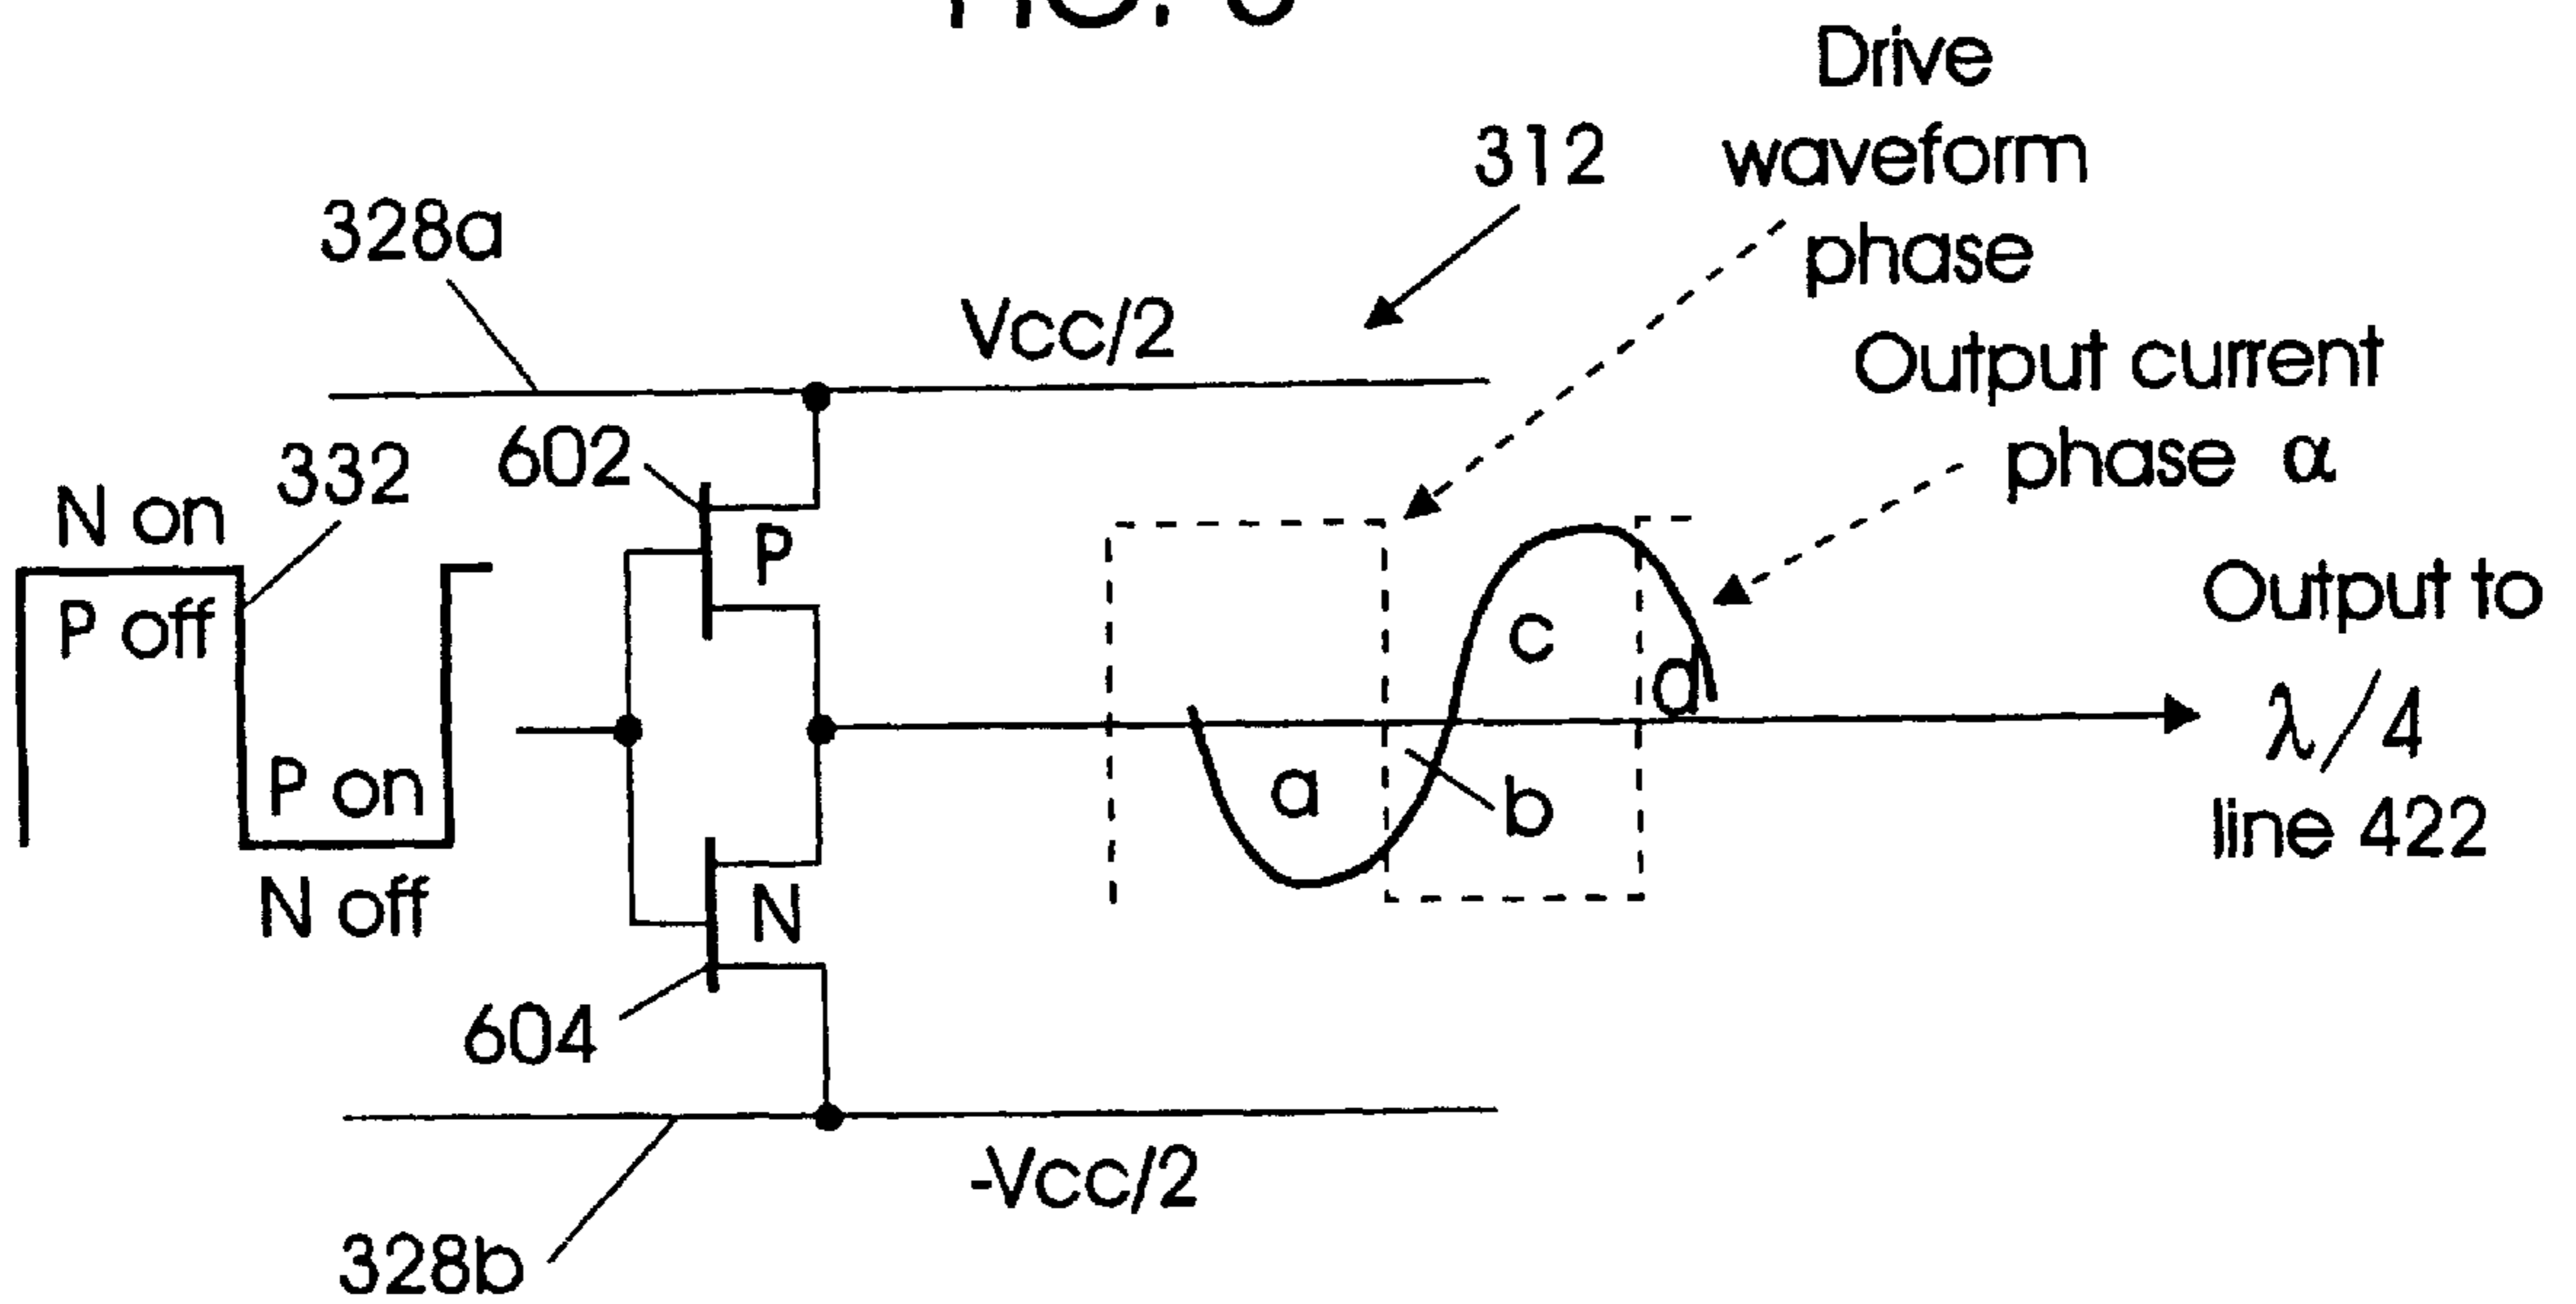 Drive
waveform
phase
312
328a
Vcc/2
Output current
phase α
602
332
N on
P off
P
c
d
Output to
λ/4
line 422
a
b
P on
N off
N
604
-Vcc/2
328b